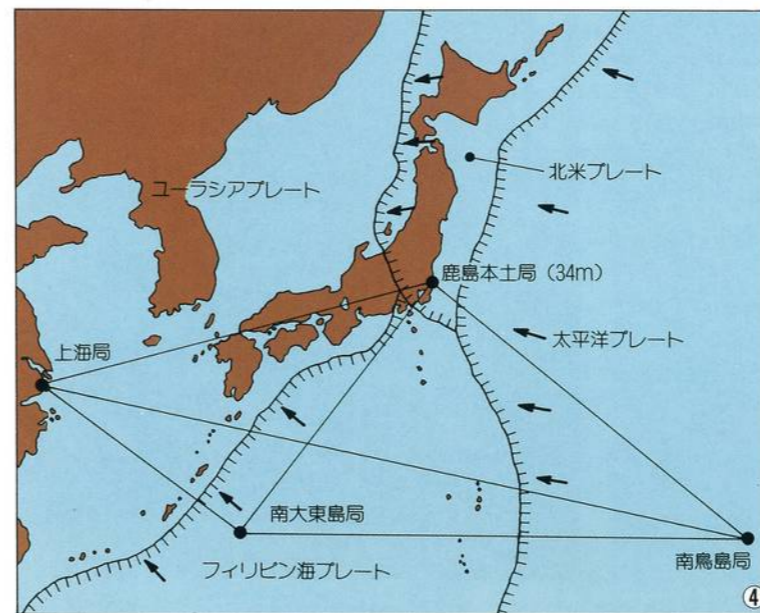 北米プレート
ユーラシアプレート
鹿島本土局(34m)
太平洋プレート
上海局
南大東島局
フィリピン海プレート
南鳥島局
④